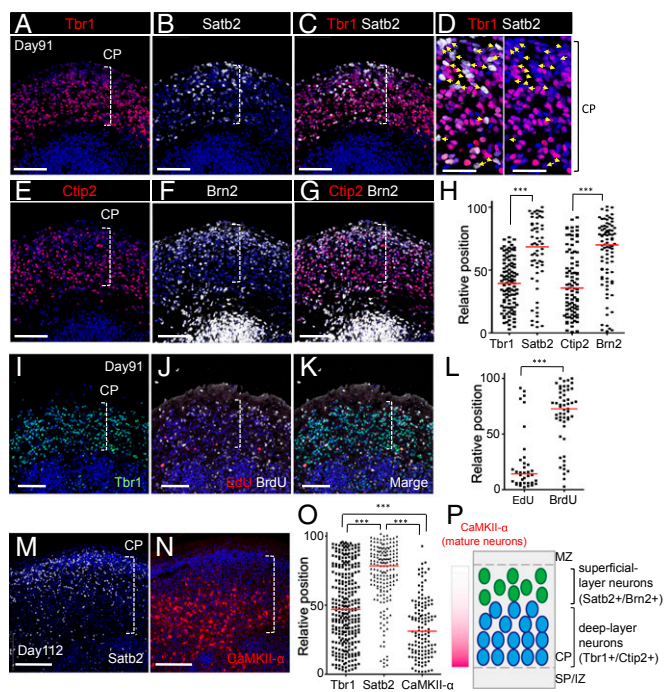 A Tbr1
B Satb2
C Tbr1 Satb2
D Tbr1 Satb2
Day91
CP
CP
E Ctip2
F Brn2
G Ctip2 Brn2
H
CP
***
***
Relative position
100
50
0
Tbr1 Satb2 Ctip2 Brn2
I Day91
J
K
L
CP
Tbr1
EdU BrdU
Marge
***
Relative position
100
50
0
EdU BrdU
M CP
N
O
P
Day112
Satb2
CaMKII-α
***
***
***
Relative position
100
50
0
Tbr1 Satb2 CaMKII-α
CaMKII-α
(mature neurons)
MZ
superficial-
layer neurons
(Satb2+/Brn2+)
deep-layer
neurons
(Tbr1+/Ctip2+)
CP
SP/IZ